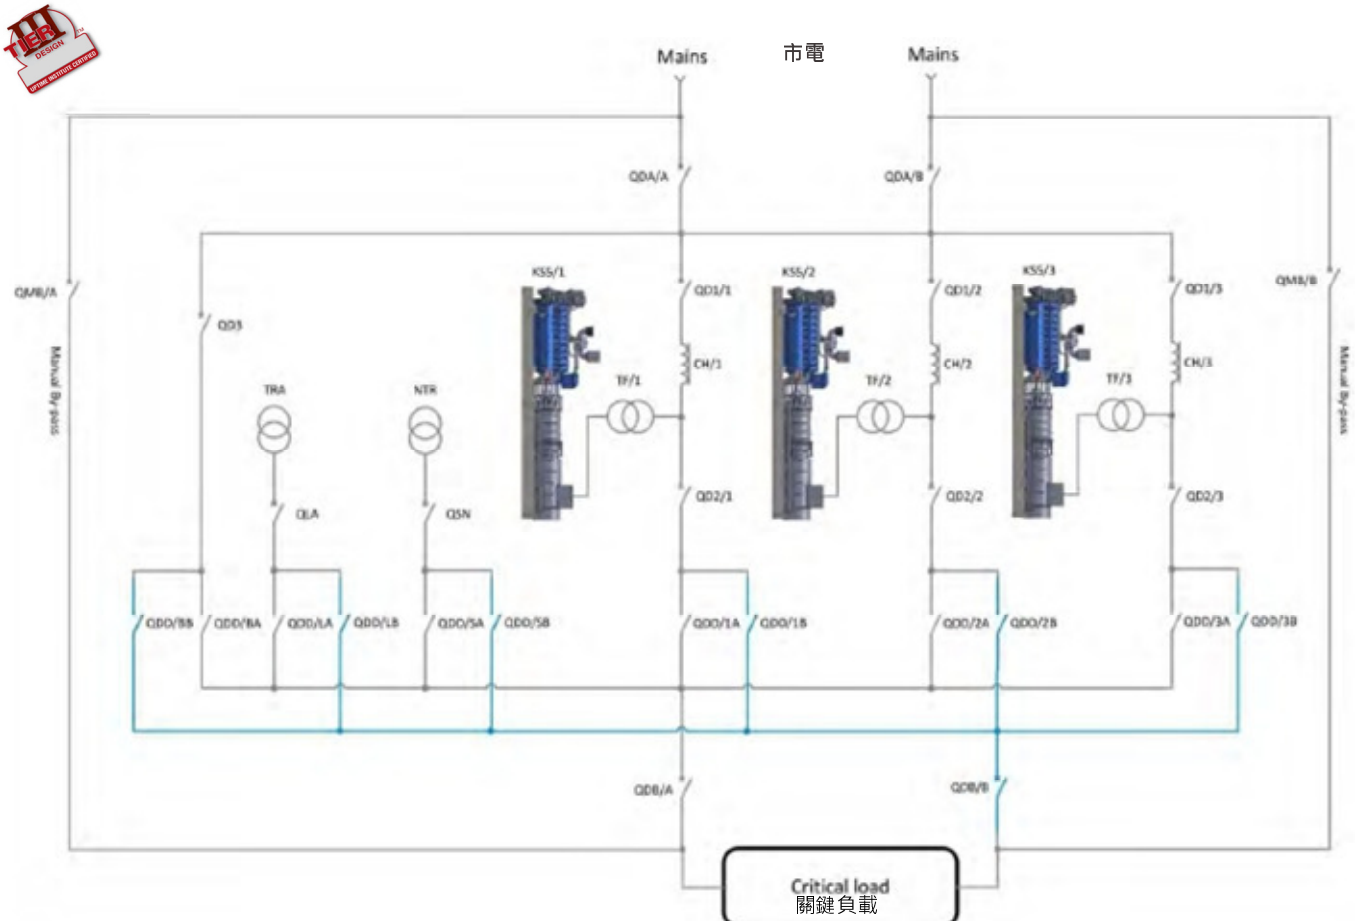 III
TIER
DESIGN
UPTIME INSTITUTE CERTIFIED
Mains
市電
Mains
QDA/A
QDA/B
KSS/1
KSS/2
KSS/3
QMB/A
QD1/1
QD1/2
QD1/3
QMB/B
QD3
Manual By-pass
CH/1
CH/2
CH/3
Manual By-pass
TRA
NTR
TF/1
TF/2
TF/3
QD2/1
QD2/2
QD2/3
QLA
QSN
QDD/BB
QDD/BA
QDD/LA
QDD/LB
QDD/SA
QDD/SB
QDD/1A
QDD/1B
QDD/2A
QDD/2B
QDD/3A
QDD/3B
QDB/A
QDB/B
Critical load
關鍵負載